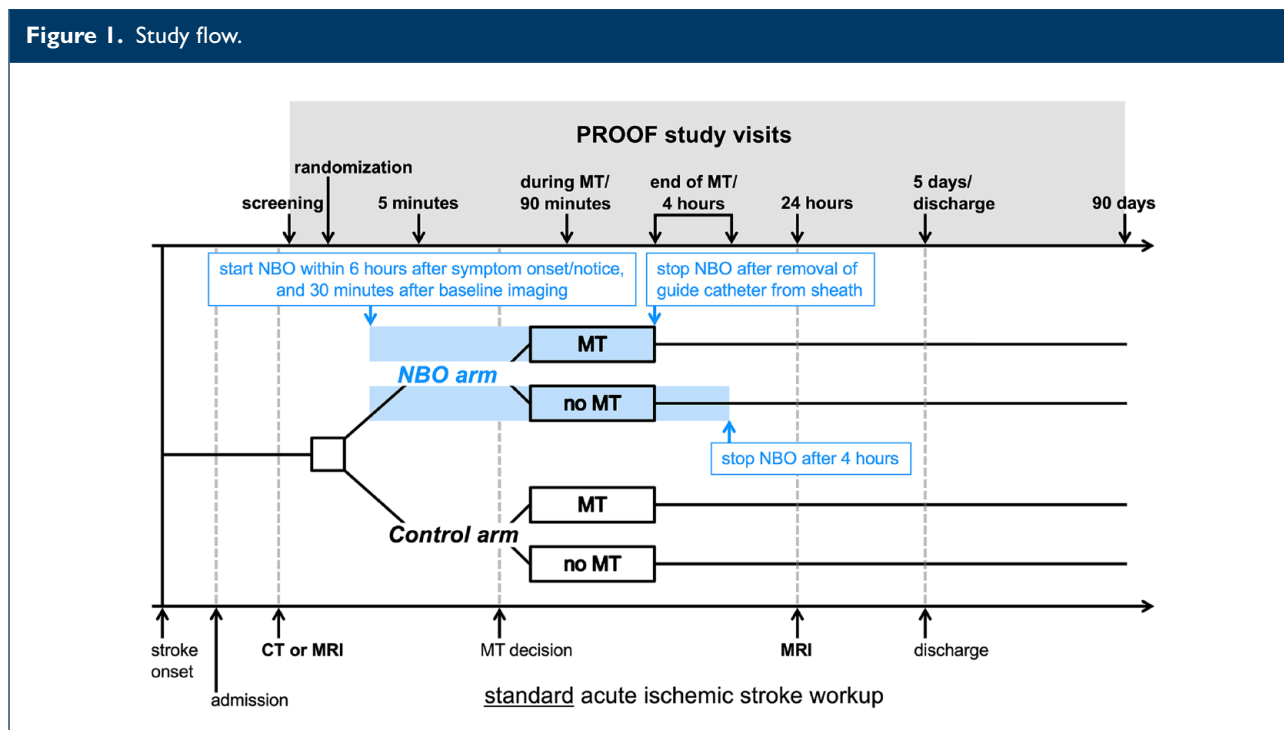 Figure 1. Study flow.
PROOF study visits
randomization
screening
5 minutes
during MT/
90 minutes
end of MT/
4 hours
24 hours
5 days/
discharge
90 days
start NBO within 6 hours after symptom onset/notice,
and 30 minutes after baseline imaging
stop NBO after removal of
guide catheter from sheath
MT
NBO arm
no MT
stop NBO after 4 hours
MT
Control arm
no MT
stroke
onset
CT or MRI
MT decision
MRI
discharge
admission
standard acute ischemic stroke workup